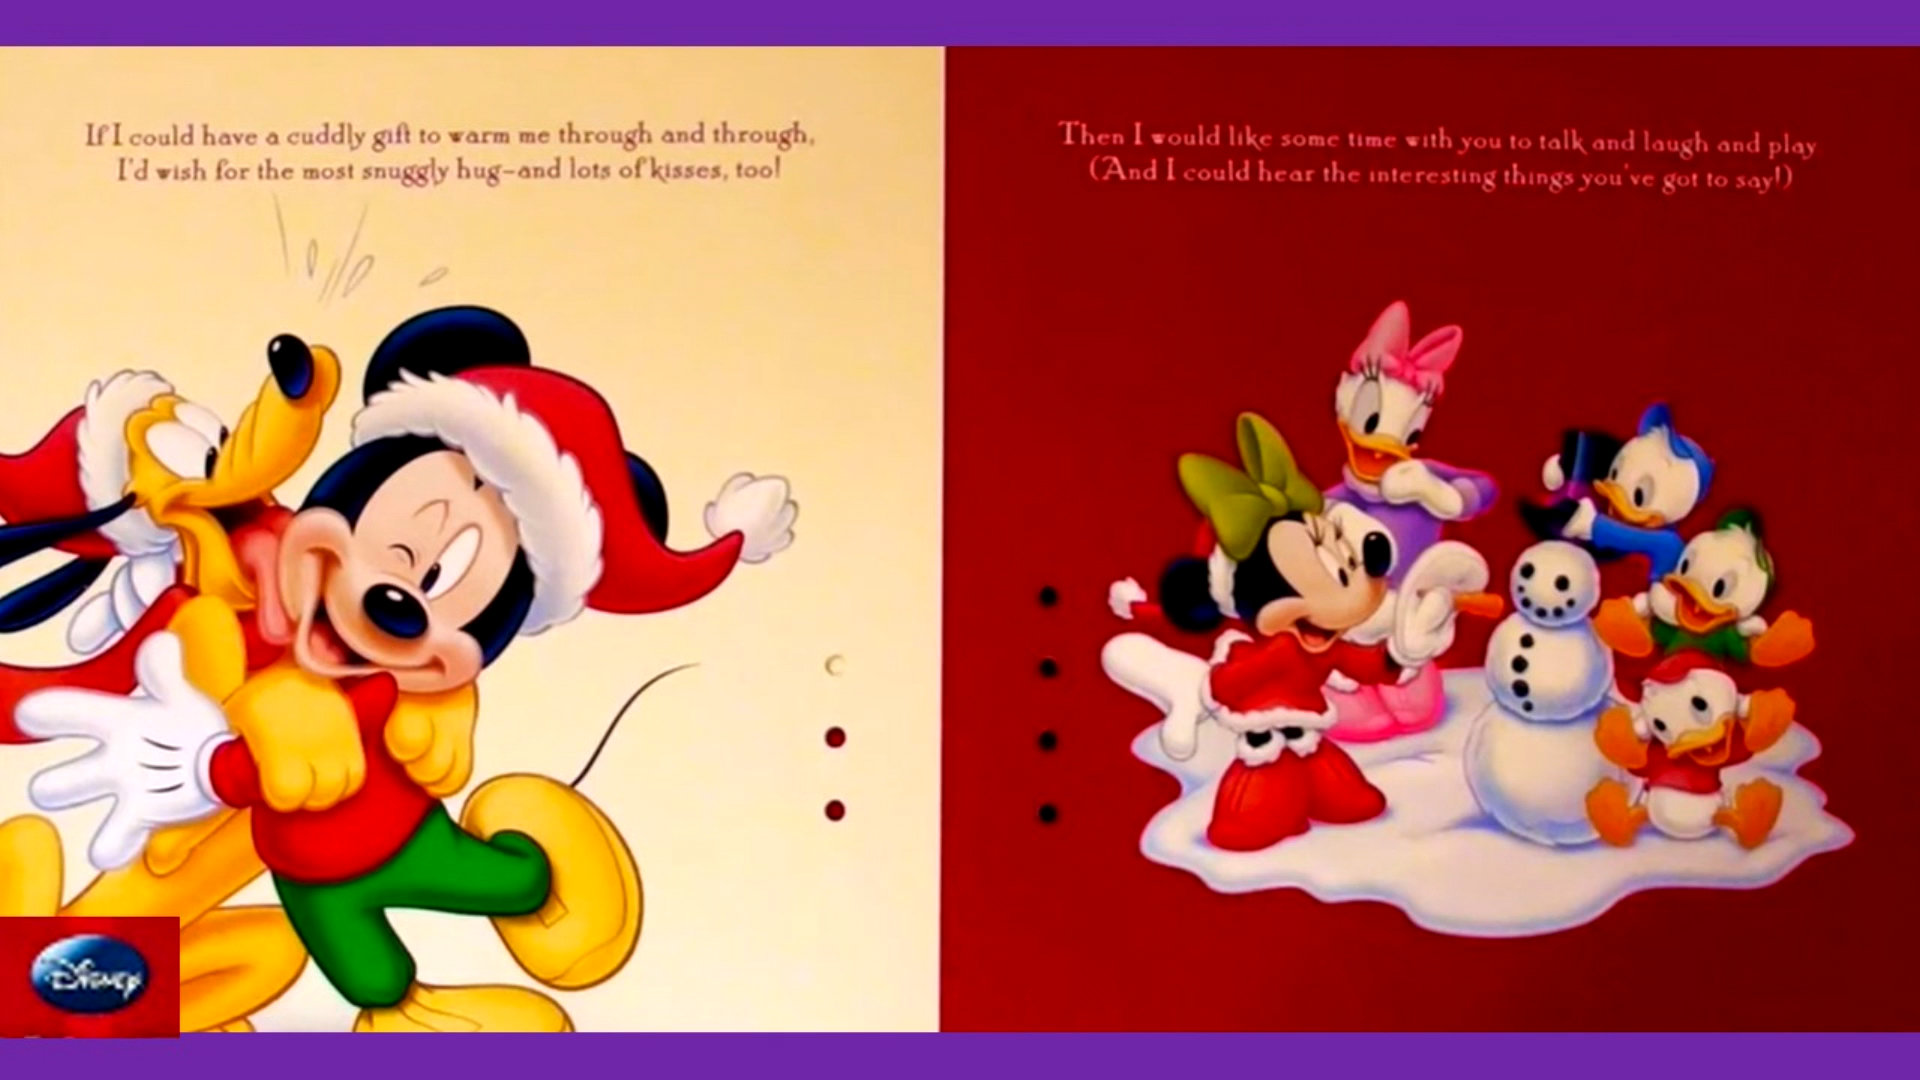 If I could have a cuddly gift to warm me through and through,
I'd wish for the most snuggly hug–and lots of kisses, too!
Then I would like some time with you to talk and laugh and play
(And I could hear the interesting things you've got to say!)
Disney